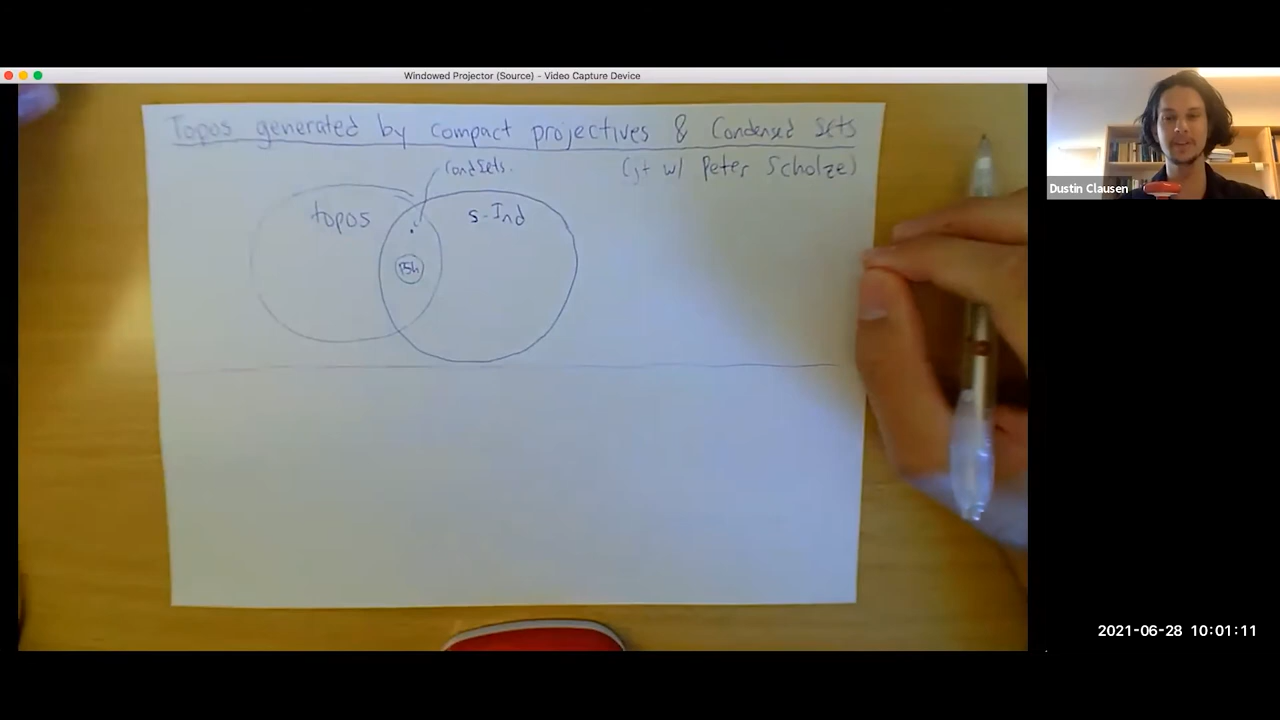 Windowed Projector (Source) - Video Capture Device
Topos generated by compact projectives & Condensed Sets
(jt w/ Peter Scholze)
CondSets.
topos
s-Ind
PSh
Dustin Clausen
2021-06-28 10:01:11